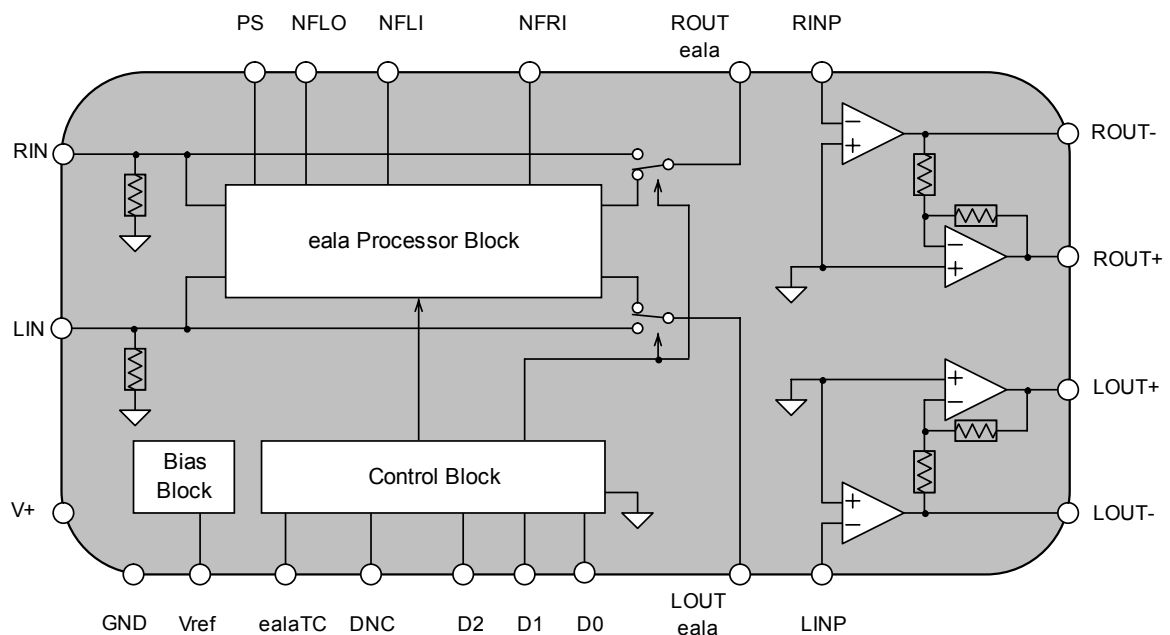 PS NFLO NFLI NFRI ROUT RINP
eala
ROUT-
RIN
eala Processor Block
ROUT+
LIN
LOUT+
Bias
Block
Control Block
V+
LOUT-
GND Vref ealaTC DNC D2 D1 D0 LOUT LINP
eala